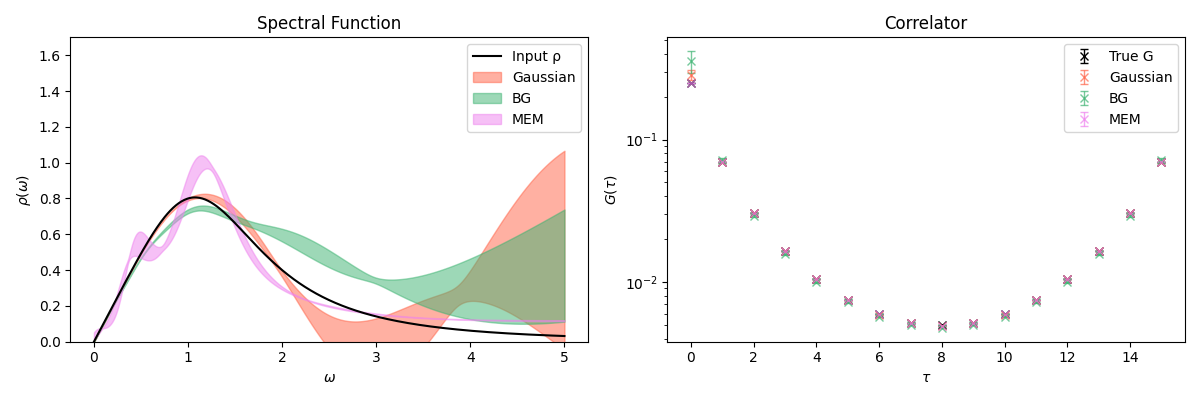 Spectral Function
ρ(ω)
1.6
1.4
1.2
1.0
0.8
0.6
0.4
0.2
0.0
0 1 2 3 4 5
ω
Input ρ
Gaussian
BG
MEM
Correlator
G(τ)
10⁻¹
10⁻²
0 2 4 6 8 10 12 14
τ
True G
Gaussian
BG
MEM